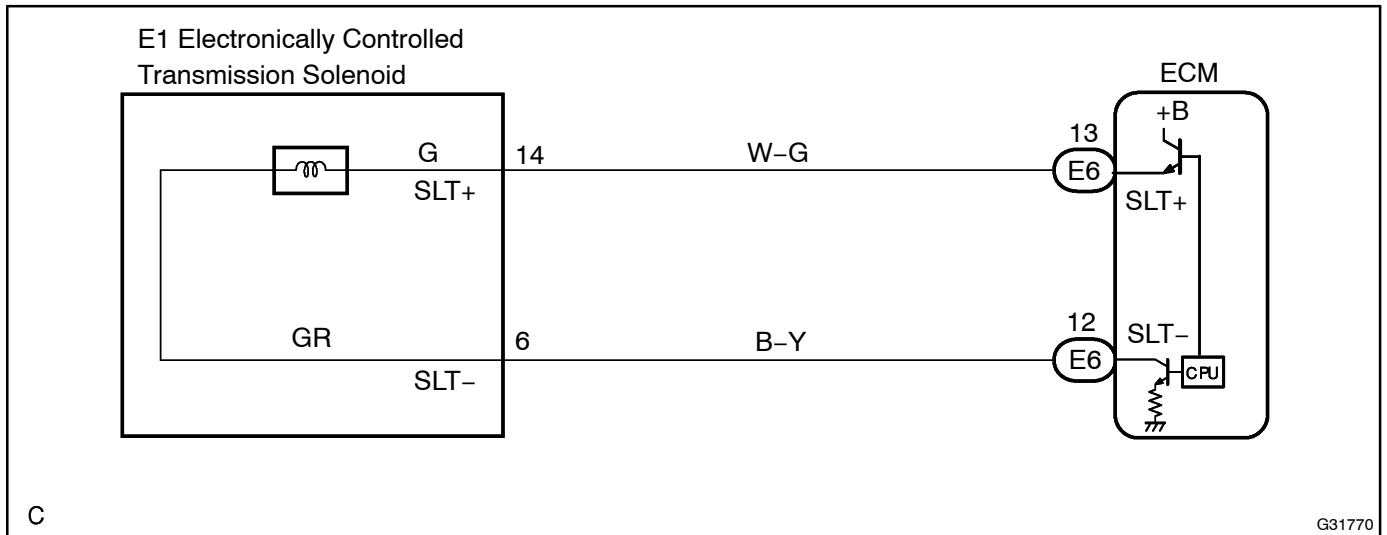 E1 Electronically Controlled
Transmission Solenoid
ECM
+B
13
G
14
W−G
E6
SLT+
SLT+
12
SLT−
GR
6
B−Y
E6
CPU
SLT−
C
G31770